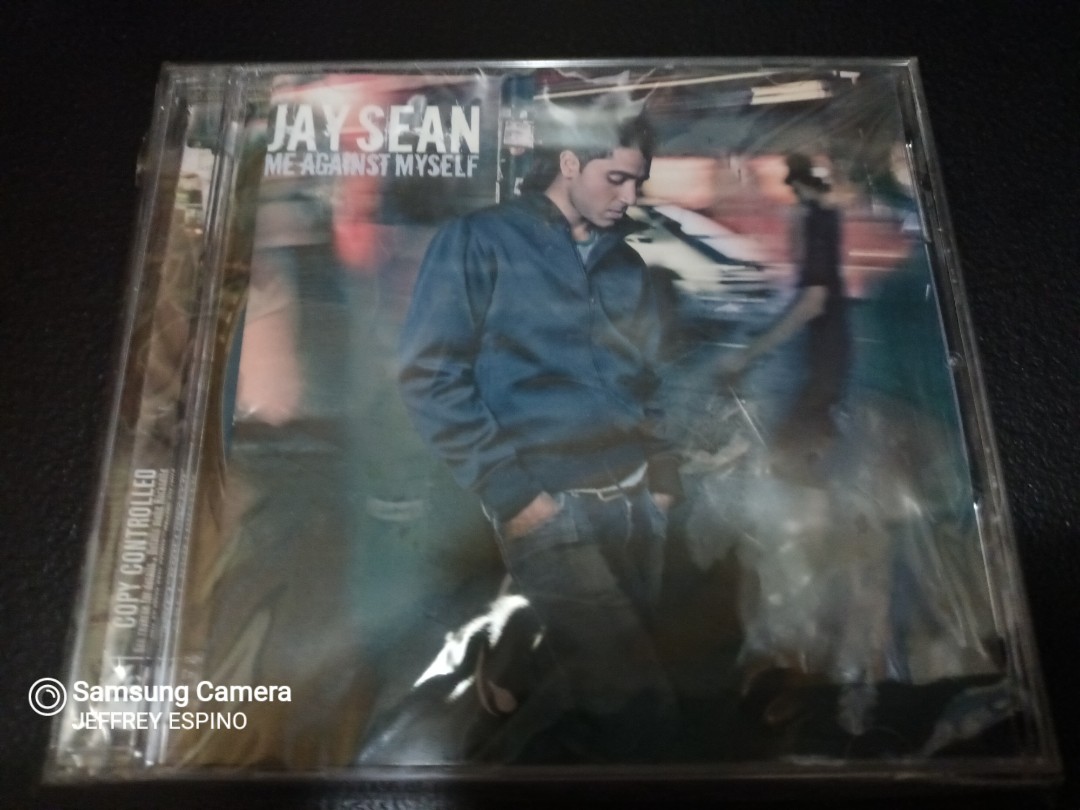 JAY SEAN
ME AGAINST MYSELF
COPY CONTROLLED
Samsung Camera
JEFFREY ESPINO